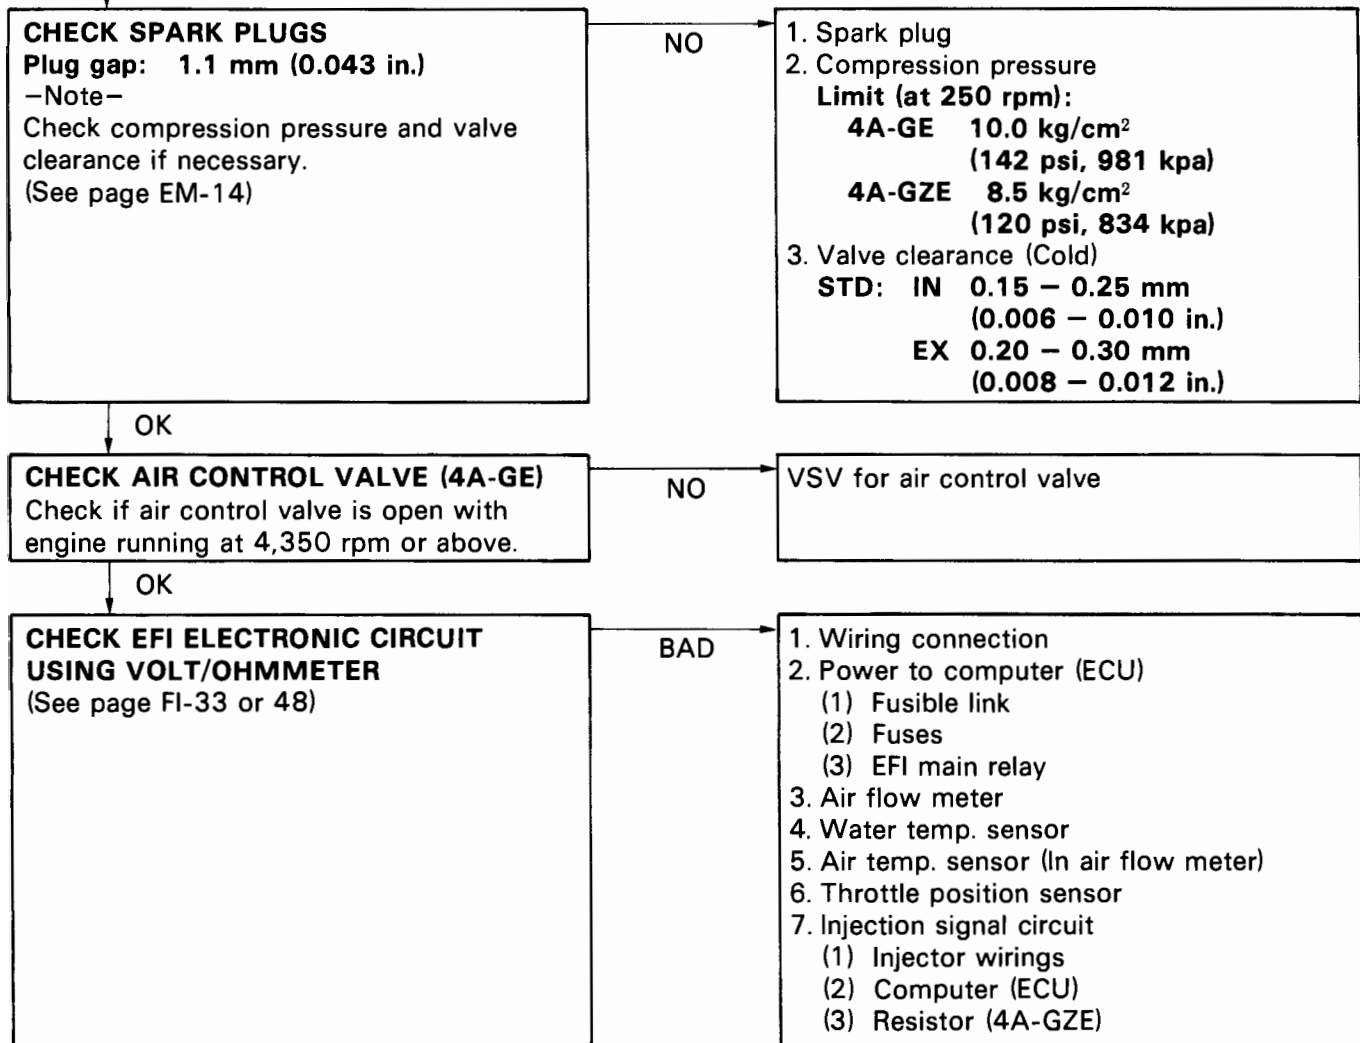 CHECK SPARK PLUGS
Plug gap: 1.1 mm (0.043 in.)
—Note—
Check compression pressure and valve
clearance if necessary.
(See page EM-14)
NO
1. Spark plug
2. Compression pressure
Limit (at 250 rpm):
4A-GE 10.0 kg/cm²
(142 psi, 981 kpa)
4A-GZE 8.5 kg/cm²
(120 psi, 834 kpa)
3. Valve clearance (Cold)
STD: IN 0.15 — 0.25 mm
(0.006 — 0.010 in.)
EX 0.20 — 0.30 mm
(0.008 — 0.012 in.)
OK
CHECK AIR CONTROL VALVE (4A-GE)
Check if air control valve is open with
engine running at 4,350 rpm or above.
NO
VSV for air control valve
OK
CHECK EFI ELECTRONIC CIRCUIT
USING VOLT/OHMMETER
(See page FI-33 or 48)
BAD
1. Wiring connection
2. Power to computer (ECU)
(1) Fusible link
(2) Fuses
(3) EFI main relay
3. Air flow meter
4. Water temp. sensor
5. Air temp. sensor (In air flow meter)
6. Throttle position sensor
7. Injection signal circuit
(1) Injector wirings
(2) Computer (ECU)
(3) Resistor (4A-GZE)